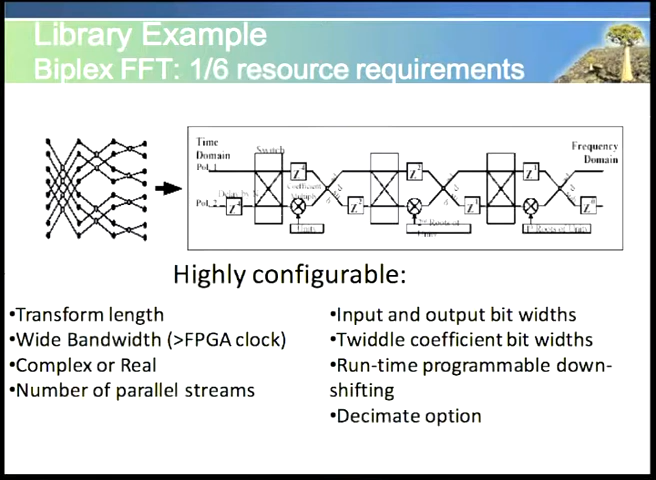 Library Example
Biplex FFT: 1/6 resource requirements
Time
Domain
Pol_1
Pol_2
Switch
Frequency
Domain
Highly configurable:
•Transform length
•Wide Bandwidth (>FPGA clock)
•Complex or Real
•Number of parallel streams
•Input and output bit widths
•Twiddle coefficient bit widths
•Run-time programmable down-
shifting
•Decimate option